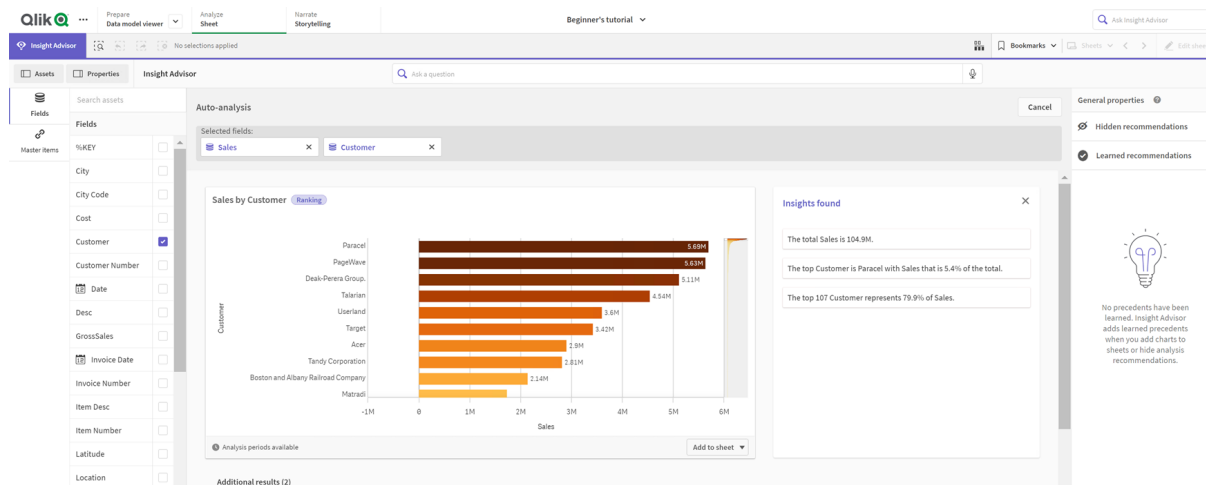 Qlik
Prepare
Data model viewer
Analyze
Sheet
Narrate
Storytelling
Beginner's tutorial
Ask Insight Advisor
Insight Advisor
No selections applied
Bookmarks
Sheets
Edit shee
Assets
Properties
Insight Advisor
Ask a question
Fields
Master items
Search assets
Fields
%KEY
City
City Code
Cost
Customer
Customer Number
Date
Desc
GrossSales
Invoice Date
Invoice Number
Item Desc
Item Number
Latitude
Location
Auto-analysis
Cancel
Selected fields:
Sales
Customer
Sales by Customer
Ranking
Customer
Paracel
5.69M
PageWave
5.63M
Deak-Perera Group.
5.11M
Talarian
4.54M
Userland
3.6M
Target
3.42M
Acer
2.9M
Tandy Corporation
2.81M
Boston and Albany Railroad Company
2.14M
Matradi
-1M 0 1M 2M 3M 4M 5M 6M
Sales
Analysis periods available
Add to sheet
Additional results (2)
Insights found
The total Sales is 104.9M.
The top Customer is Paracel with Sales that is 5.4% of the total.
The top 107 Customer represents 79.9% of Sales.
General properties
Hidden recommendations
Learned recommendations
No precedents have been
learned. Insight Advisor
adds learned precedents
when you add charts to
sheets or hide analysis
recommendations.